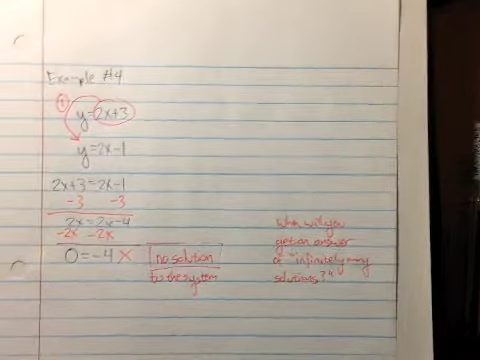 Example #4
①
y=2x+3
y=2x-1
2x+3=2x-1
-3 -3
2x=2x-4
-2x -2x
0=-4 X
no solution
to the system
When will you
get an answer
of "infinitely many
solutions?"